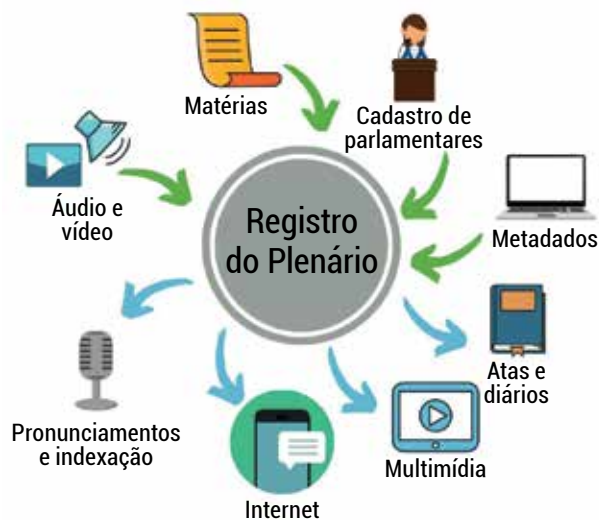 Matérias
Cadastro de
parlamentares
Áudio e
vídeo
Registro
do Plenário
Metadados
Atas e
diários
Pronunciamentos
e indexação
Multimídia
Internet